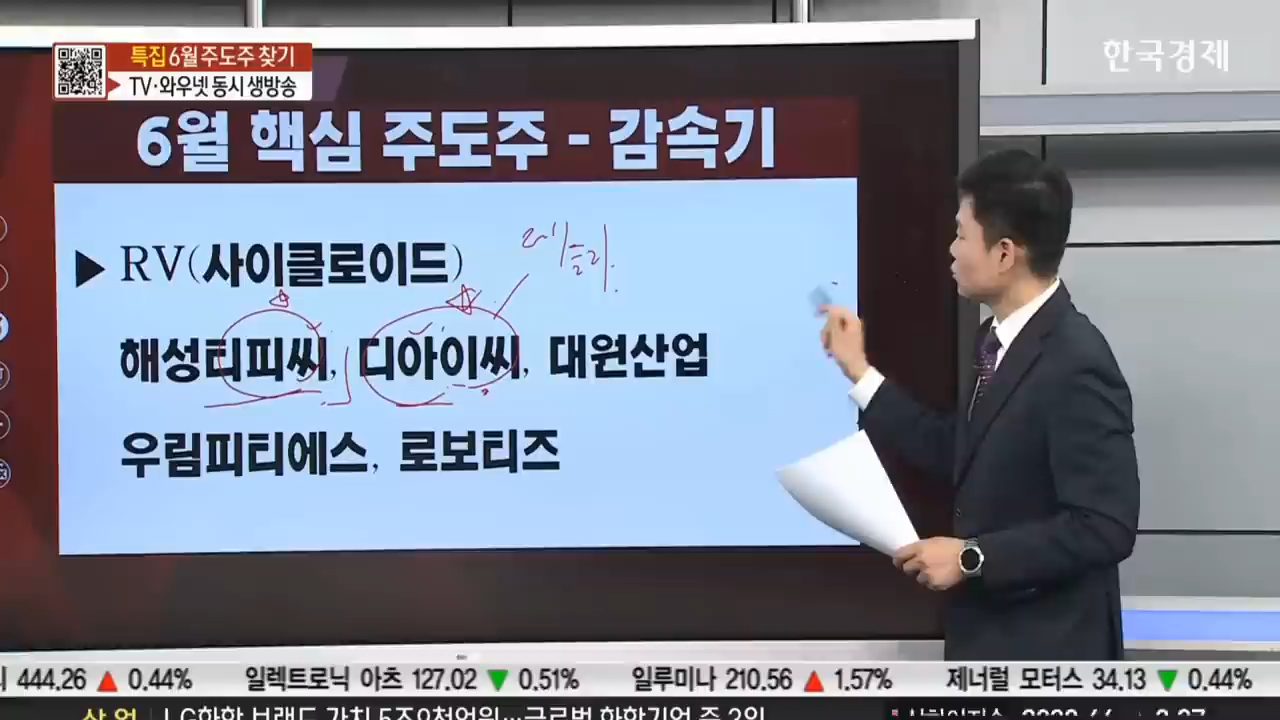 특집 6월 주도주 찾기
TV·와우넷 동시 생방송
한국경제
6월 핵심 주도주 - 감속기
▶ RV(사이클로이드)
해성티피씨, 디아이씨, 대원산업
우림피티에스, 로보티즈
444.26 ▲ 0.44% 일렉트로닉 아츠 127.02 ▼ 0.51% 일루미나 210.56 ▲ 1.57% 제너럴 모터스 34.13 ▼ 0.44%